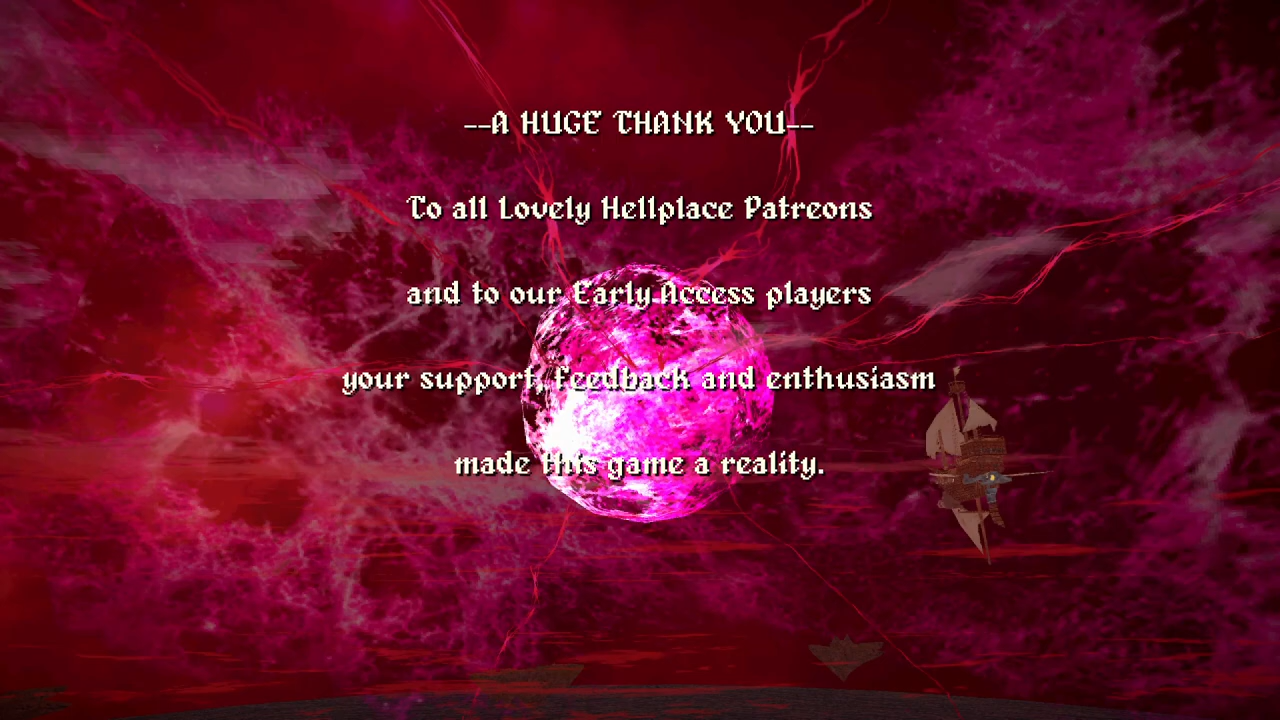 --A HUGE THANK YOU--
To all Lovely Hellplace Patreons
and to our Early Access players
your support, feedback and enthusiasm
made this game a reality.